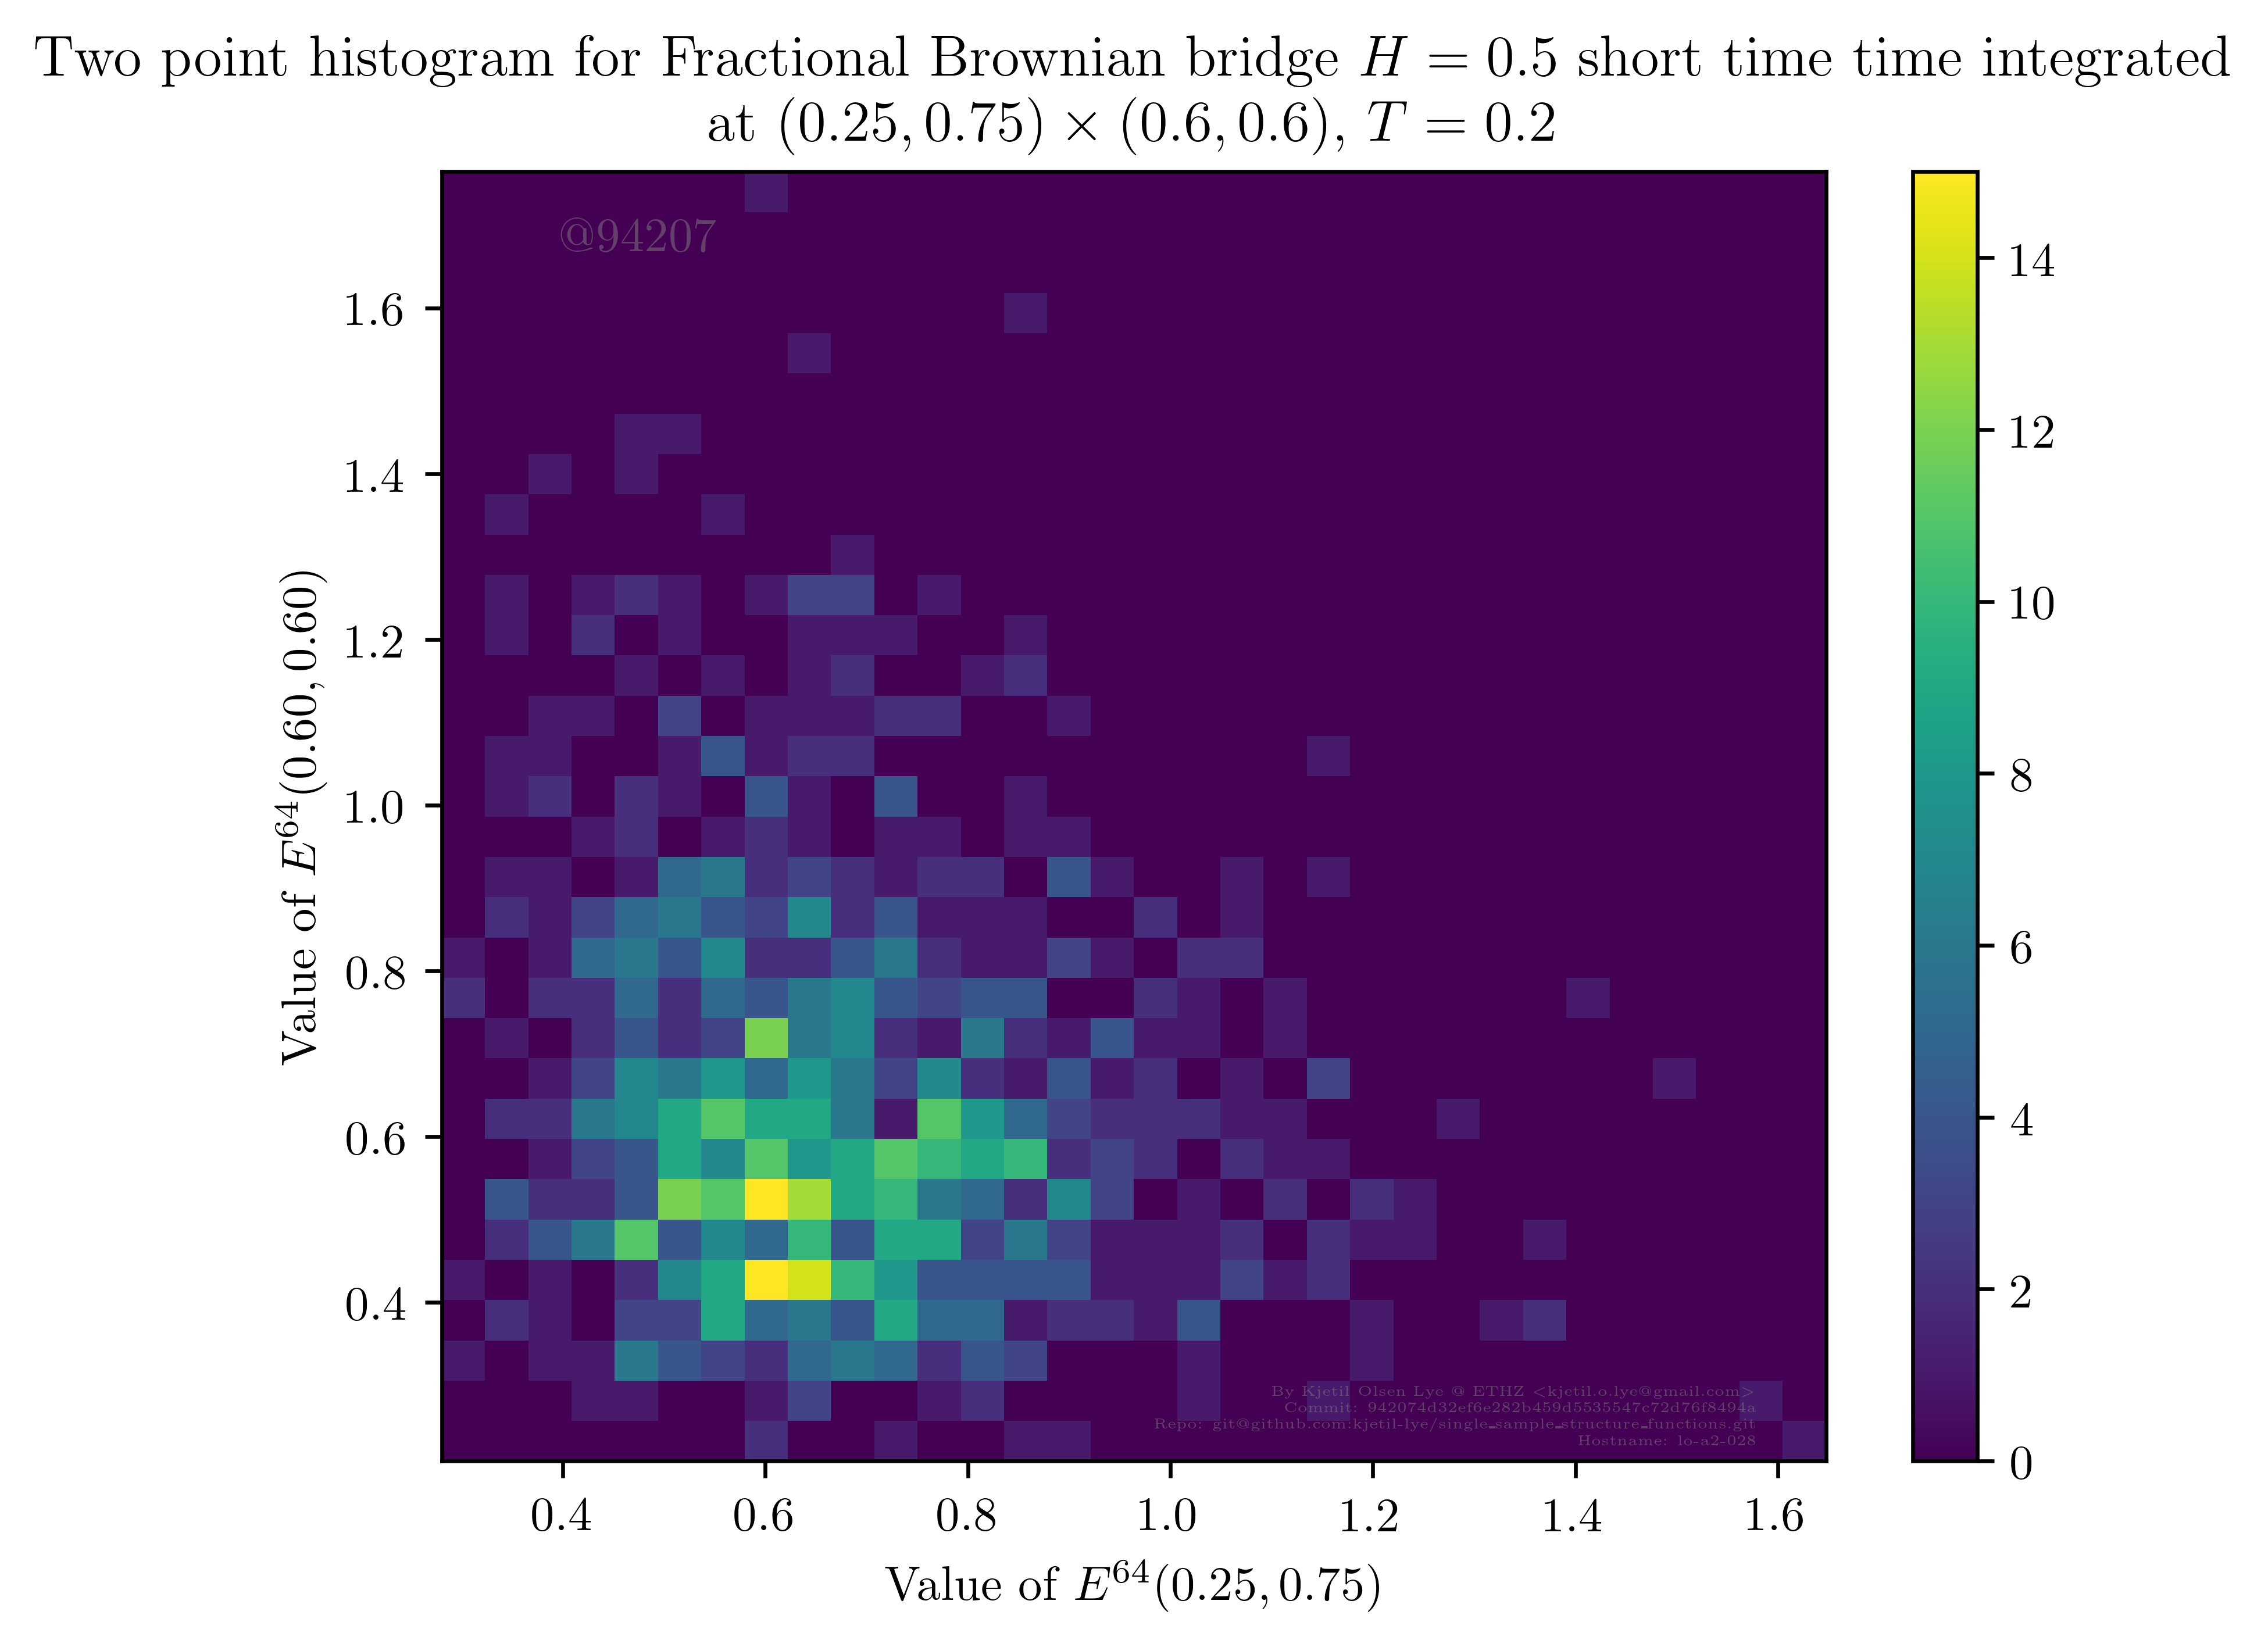 Two point histogram for Fractional Brownian bridge H = 0.5 short time time integrated
at (0.25, 0.75) × (0.6, 0.6), T = 0.2
@94207
1.6
1.4
1.2
1.0
0.8
0.6
0.4
Value of E^64(0.60, 0.60)
14
12
10
8
6
4
2
0
By Kjetil Olsen Lye @ ETHZ <kjetil.o.lye@gmail.com>
Commit: 942074d32ef6e282b459d5535547c72d76f8494a
Repo: git@github.com:kjetil-lye/single_sample_structure_functions.git
Hostname: lo-a2-028
0.4 0.6 0.8 1.0 1.2 1.4 1.6
Value of E^64(0.25, 0.75)